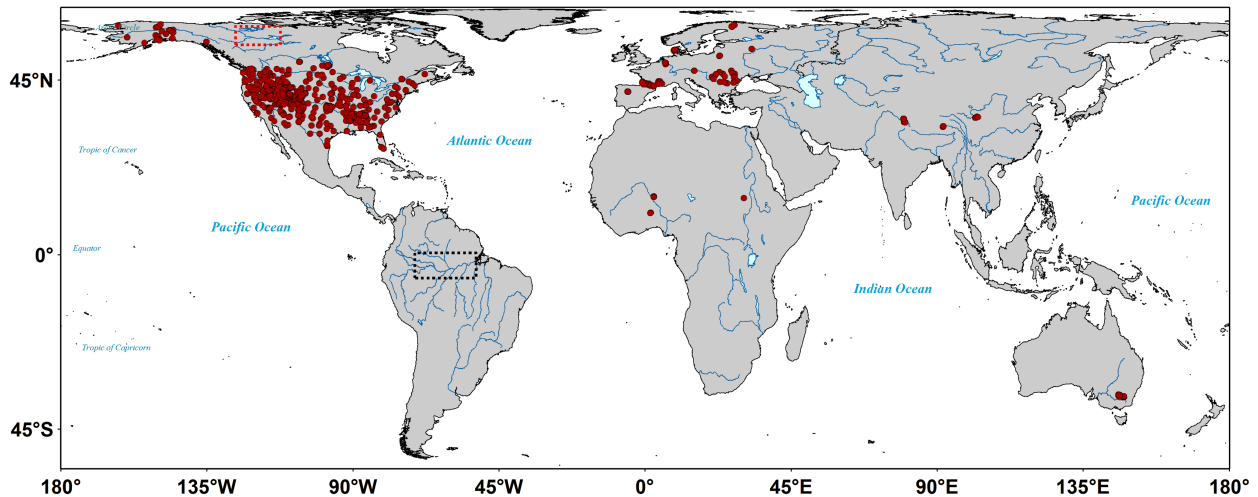 45°N
Tropic of Cancer
Atlantic Ocean
Pacific Ocean
Pacific Ocean
Equator
0°
Indian Ocean
Tropic of Capricorn
45°S
180°
135°W
90°W
45°W
0°
45°E
90°E
135°E
180°